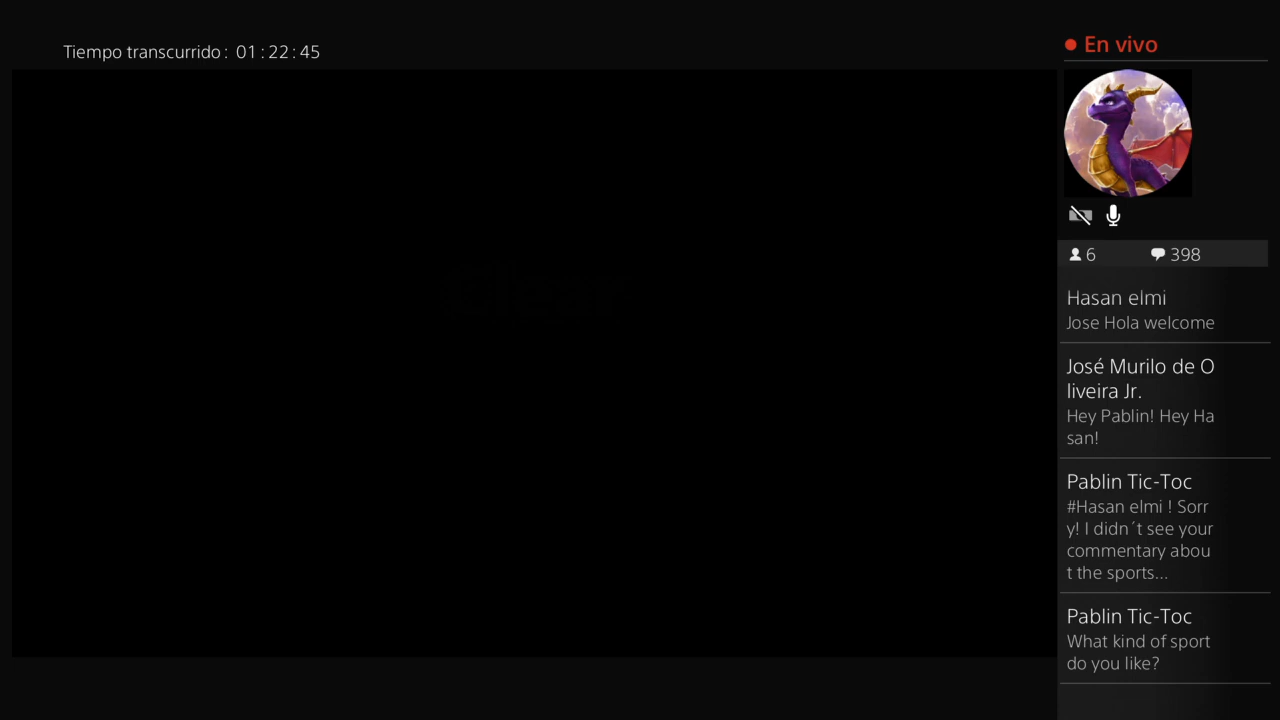 Tiempo transcurrido: 01:22:45
En vivo
6 398
Hasan elmi
Jose Hola welcome
José Murilo de O
liveira Jr.
Hey Pablin! Hey Ha
san!
Pablin Tic-Toc
#Hasan elmi ! Sorr
y! I didn´t see your
commentary abou
t the sports...
Pablin Tic-Toc
What kind of sport
do you like?
Clear